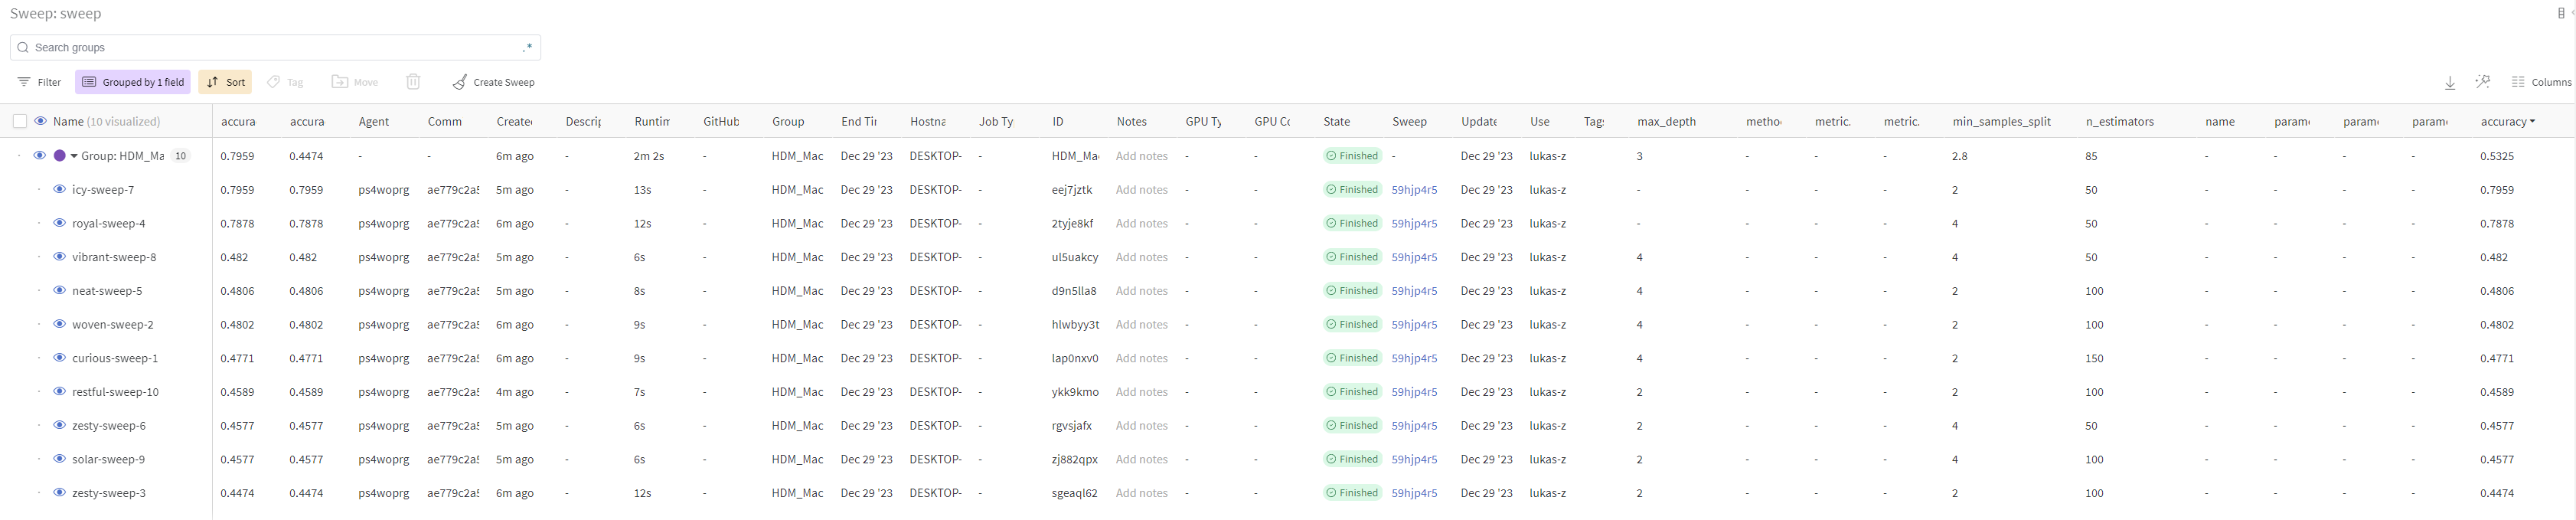 Sweep: sweep
Search groups .*
Filter Grouped by 1 field Sort Tag Move Create Sweep Columns
Name (10 visualized) accura accura Agent Comm Create Descrip Runtim GitHub Group End Tir Hostna Job Ty ID Notes GPU Ty GPU Co State Sweep Update Use Tags max_depth metho metric. metric. min_samples_split n_estimators name param param param accuracy
Group: HDM_Ma 10 0.7959 0.4474 - - 6m ago - 2m 2s - HDM_Mac Dec 29 '23 DESKTOP- - HDM_Ma Add notes - - Finished - Dec 29 '23 lukas-z 3 - - - 2.8 85 - - - - 0.5325
icy-sweep-7 0.7959 0.7959 ps4woprg ae779c2a5 5m ago - 13s - HDM_Mac Dec 29 '23 DESKTOP- - eej7jztk Add notes - - Finished 59hjp4r5 Dec 29 '23 lukas-z - - - - 2 50 - - - - 0.7959
royal-sweep-4 0.7878 0.7878 ps4woprg ae779c2a5 6m ago - 12s - HDM_Mac Dec 29 '23 DESKTOP- - 2tyje8kf Add notes - - Finished 59hjp4r5 Dec 29 '23 lukas-z - - - - 4 50 - - - - 0.7878
vibrant-sweep-8 0.482 0.482 ps4woprg ae779c2a5 5m ago - 6s - HDM_Mac Dec 29 '23 DESKTOP- - ul5uakcy Add notes - - Finished 59hjp4r5 Dec 29 '23 lukas-z 4 - - - 4 50 - - - - 0.482
neat-sweep-5 0.4806 0.4806 ps4woprg ae779c2a5 5m ago - 8s - HDM_Mac Dec 29 '23 DESKTOP- - d9n5lla8 Add notes - - Finished 59hjp4r5 Dec 29 '23 lukas-z 4 - - - 2 100 - - - - 0.4806
woven-sweep-2 0.4802 0.4802 ps4woprg ae779c2a5 6m ago - 9s - HDM_Mac Dec 29 '23 DESKTOP- - hlwbyy3t Add notes - - Finished 59hjp4r5 Dec 29 '23 lukas-z 4 - - - 2 100 - - - - 0.4802
curious-sweep-1 0.4771 0.4771 ps4woprg ae779c2a5 6m ago - 9s - HDM_Mac Dec 29 '23 DESKTOP- - lap0nxv0 Add notes - - Finished 59hjp4r5 Dec 29 '23 lukas-z 4 - - - 2 150 - - - - 0.4771
restful-sweep-10 0.4589 0.4589 ps4woprg ae779c2a5 4m ago - 7s - HDM_Mac Dec 29 '23 DESKTOP- - ykk9kmo Add notes - - Finished 59hjp4r5 Dec 29 '23 lukas-z 2 - - - 2 100 - - - - 0.4589
zesty-sweep-6 0.4577 0.4577 ps4woprg ae779c2a5 5m ago - 6s - HDM_Mac Dec 29 '23 DESKTOP- - rgvsjafx Add notes - - Finished 59hjp4r5 Dec 29 '23 lukas-z 2 - - - 4 50 - - - - 0.4577
solar-sweep-9 0.4577 0.4577 ps4woprg ae779c2a5 5m ago - 6s - HDM_Mac Dec 29 '23 DESKTOP- - zj882qpx Add notes - - Finished 59hjp4r5 Dec 29 '23 lukas-z 2 - - - 4 100 - - - - 0.4577
zesty-sweep-3 0.4474 0.4474 ps4woprg ae779c2a5 6m ago - 12s - HDM_Mac Dec 29 '23 DESKTOP- - sgeaql62 Add notes - - Finished 59hjp4r5 Dec 29 '23 lukas-z 2 - - - 2 100 - - - - 0.4474